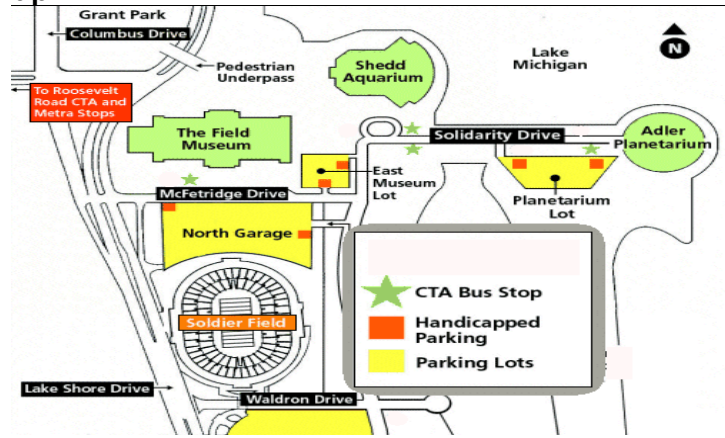 Grant Park
Columbus Drive
Pedestrian
Underpass
To Roosevelt
Road CTA and
Metra Stops
Shedd
Aquarium
Lake
Michigan
N
The Field
Museum
Solidarity Drive
Adler
Planetarium
East
Museum
Lot
McFetridge Drive
Planetarium
Lot
North Garage
CTA Bus Stop
Handicapped
Parking
Parking Lots
Soldier Field
Lake Shore Drive
Waldron Drive